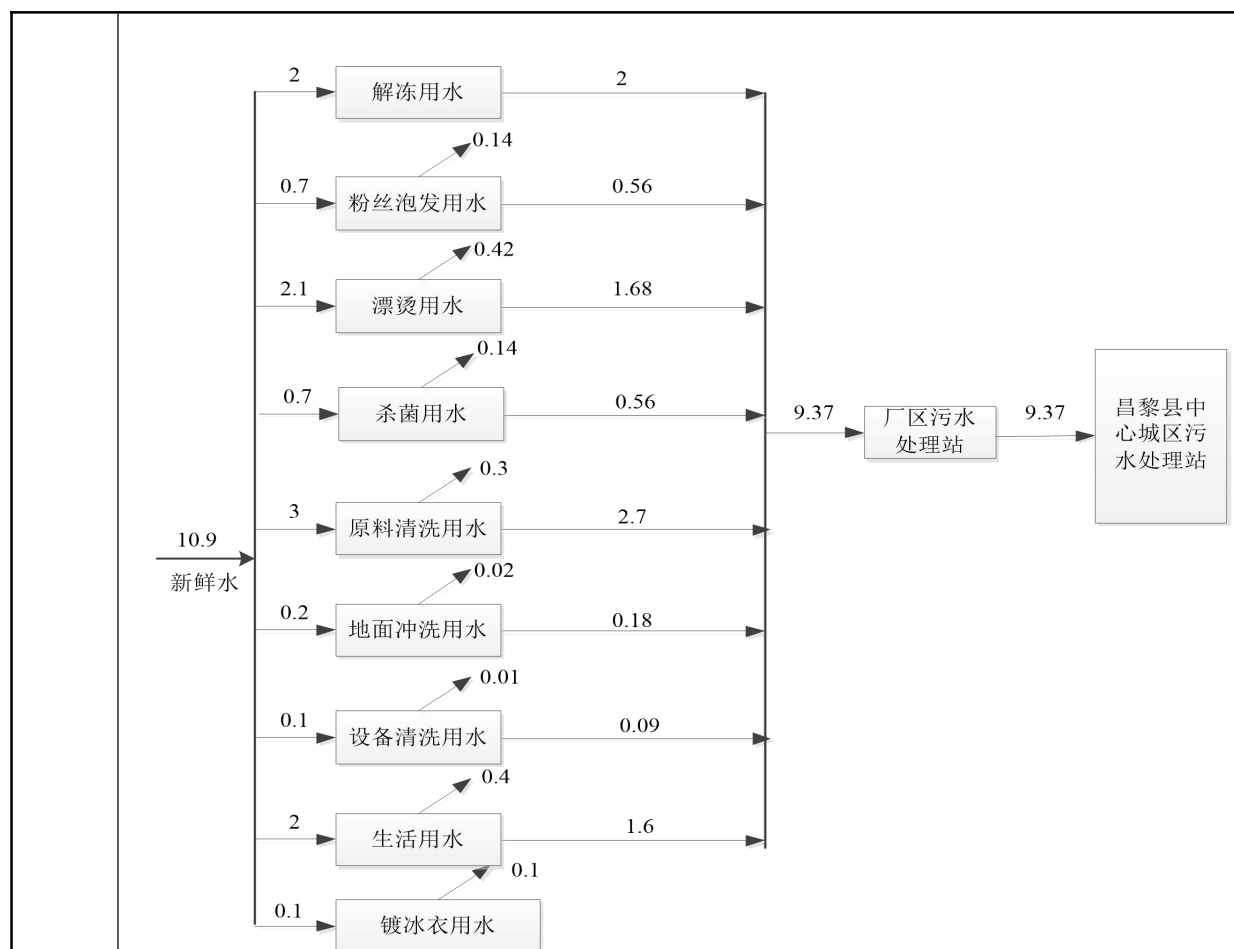 2
解冻用水
2
0.14
0.7
粉丝泡发用水
0.56
0.42
2.1
漂烫用水
1.68
0.14
0.7
杀菌用水
0.56
9.37
厂区污水
处理站
9.37
昌黎县中
心城区污
水处理站
0.3
3
原料清洗用水
2.7
10.9
新鲜水
0.02
0.2
地面冲洗用水
0.18
0.01
0.1
设备清洗用水
0.09
0.4
2
生活用水
1.6
0.1
0.1
镀冰衣用水